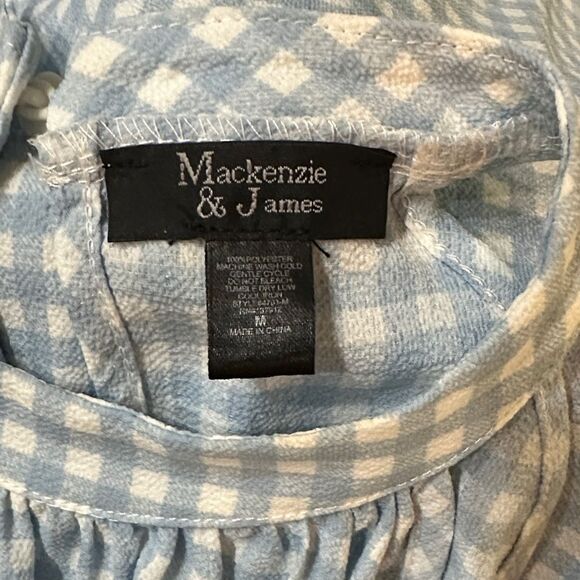 Mackenzie
& James
100% POLYESTER
MACHINE WASH COLD
GENTLE CYCLE
DO NOT BLEACH
TUMBLE DRY LOW
COOL IRON
M
MADE IN CHINA